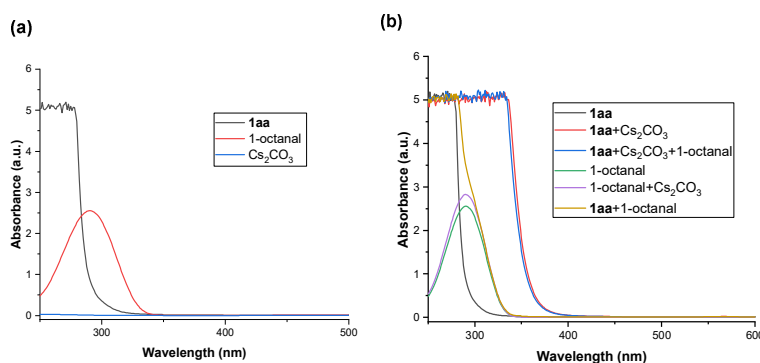 (a)
Absorbance (a.u.)
6
5
4
3
2
1
0
300
400
500
Wavelength (nm)
1aa
1-octanal
Cs₂CO₃
(b)
Absorbance (a.u.)
6
5
4
3
2
1
0
300
400
500
600
Wavelength (nm)
1aa
1aa+Cs₂CO₃
1aa+Cs₂CO₃+1-octanal
1-octanal
1-octanal+Cs₂CO₃
1aa+1-octanal